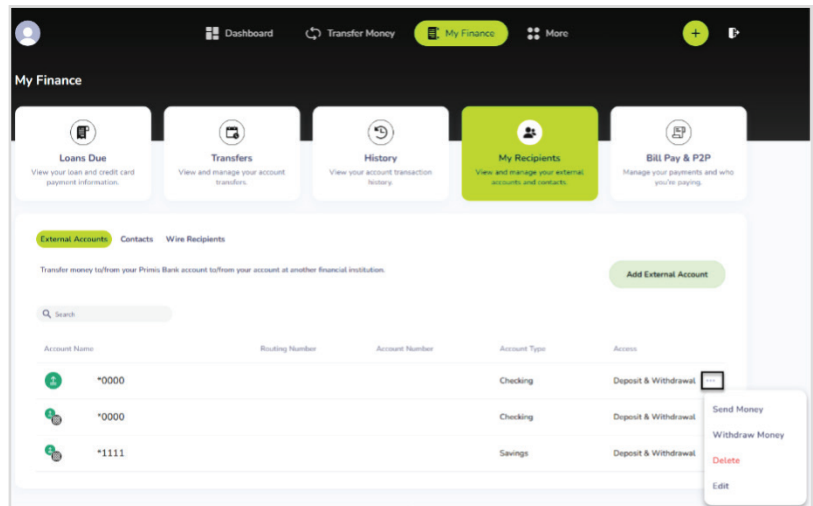 Dashboard
Transfer Money
My Finance
More
My Finance
Loans Due
View your loan and credit card
payment information.
Transfers
View and manage your account
transfers.
History
View your account transaction
history.
My Recipients
View and manage your external
accounts and contacts.
Bill Pay & P2P
Manage your payments and who
you're paying.
External Accounts Contacts Wire Recipients
Transfer money to/from your Primis Bank account to/from your account at another financial institution.
Add External Account
Search
Account Name Routing Number Account Number Account Type Access
*0000 Checking Deposit & Withdrawal ...
*0000 Checking Deposit & Withdrawal
*1111 Savings Deposit & Withdrawal
Send Money
Withdraw Money
Delete
Edit